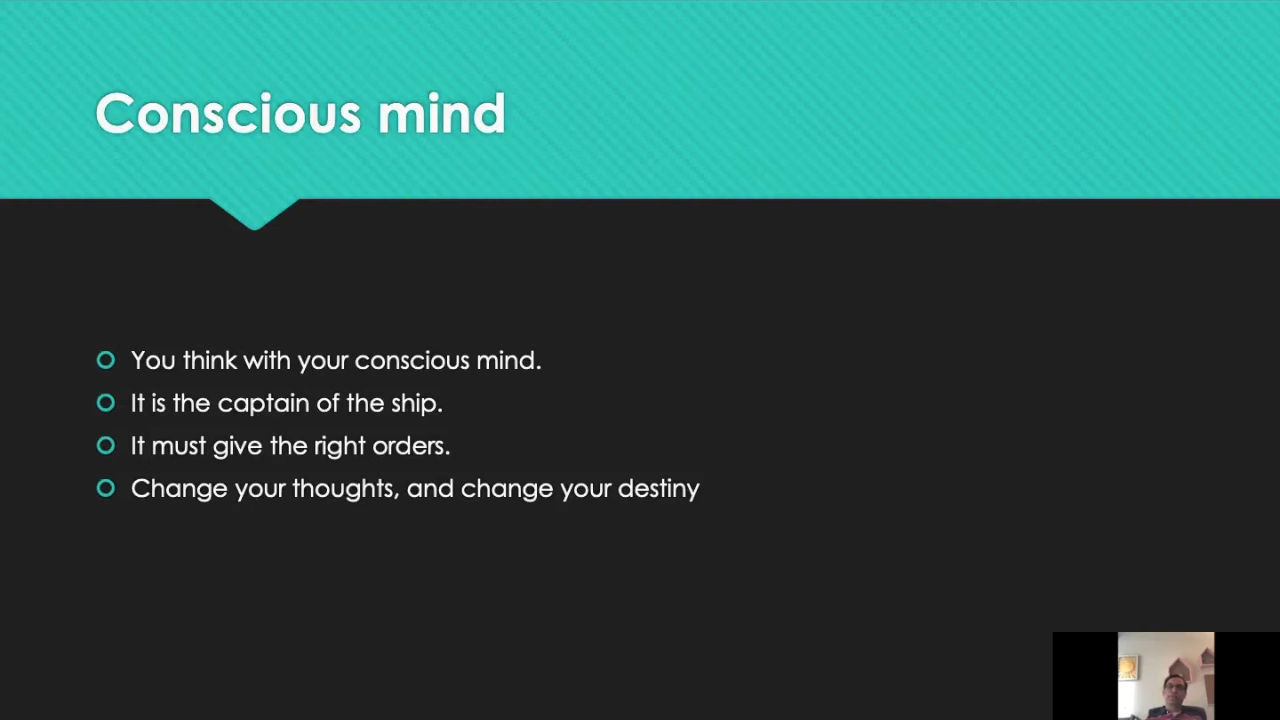 Conscious mind
You think with your conscious mind.
It is the captain of the ship.
It must give the right orders.
Change your thoughts, and change your destiny